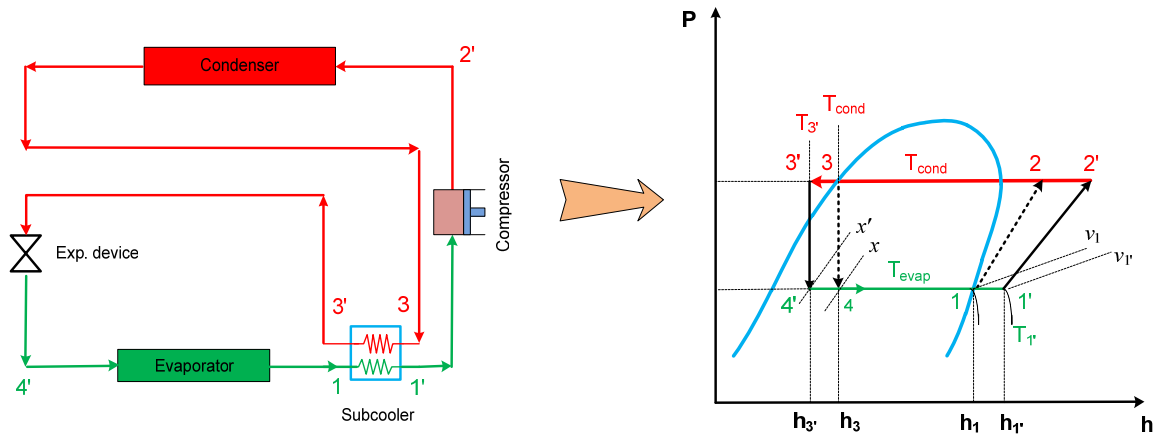 Condenser
2'
Compressor
Exp. device
3'
3
4'
Evaporator
1
1'
Subcooler
P
T3'
Tcond
3'
3
Tcond
2
2'
x'
x
v1
v1'
Tevap
4'
4
1
1'
T1'
h3'
h3
h1
h1'
h